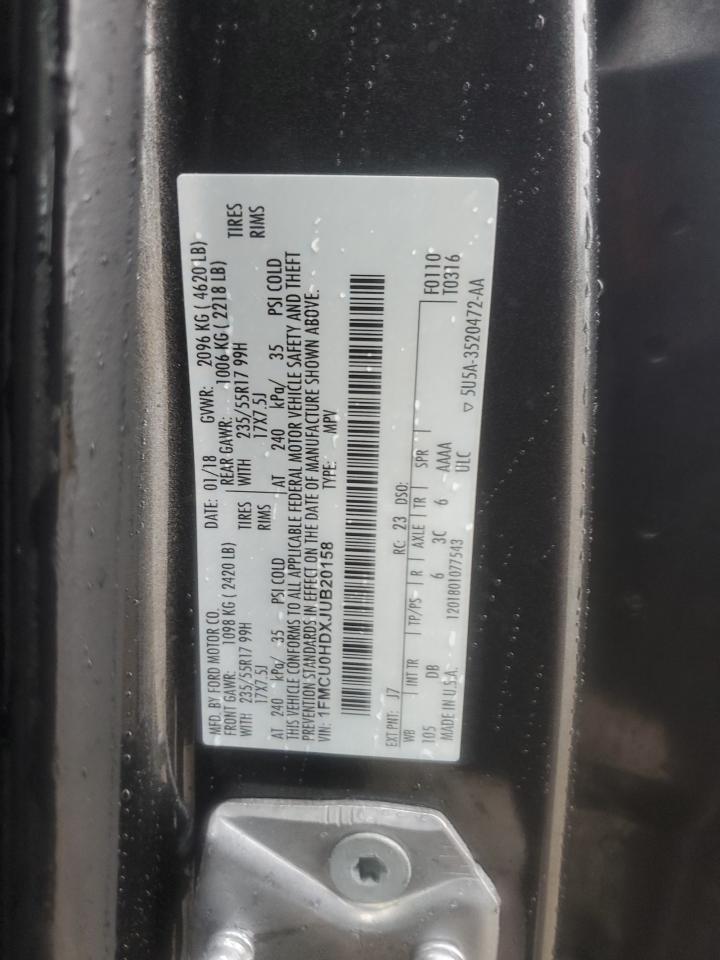 MFD. BY FORD MOTOR CO. DATE: 01/18 GVWR: 2096 KG ( 4620 LB)
FRONT GAWR: 1098 KG ( 2420 LB) REAR GAWR: 1006 KG ( 2218 LB)
WITH 235/55R17 99H TIRES WITH 235/55R17 99H TIRES
17X7.5J RIMS 17X7.5J RIMS
AT 240 kPa/ 35 PSI COLD AT 240 kPa/ 35 PSI COLD
THIS VEHICLE CONFORMS TO ALL APPLICABLE FEDERAL MOTOR VEHICLE SAFETY AND THEFT
PREVENTION STANDARDS IN EFFECT ON THE DATE OF MANUFACTURE SHOWN ABOVE.
VIN: 1FMCU0HDXJUB20158 TYPE: MPV
EXT PNT: J7 RC: 23 DSO: F0110
WB INT TR TP/PS R AXLE TR SPR T0316
105 DB 6 3C 6 AAAA
MADE IN U.S.A. 1201801077543 ULC ▽ 5U5A-3520472-AA